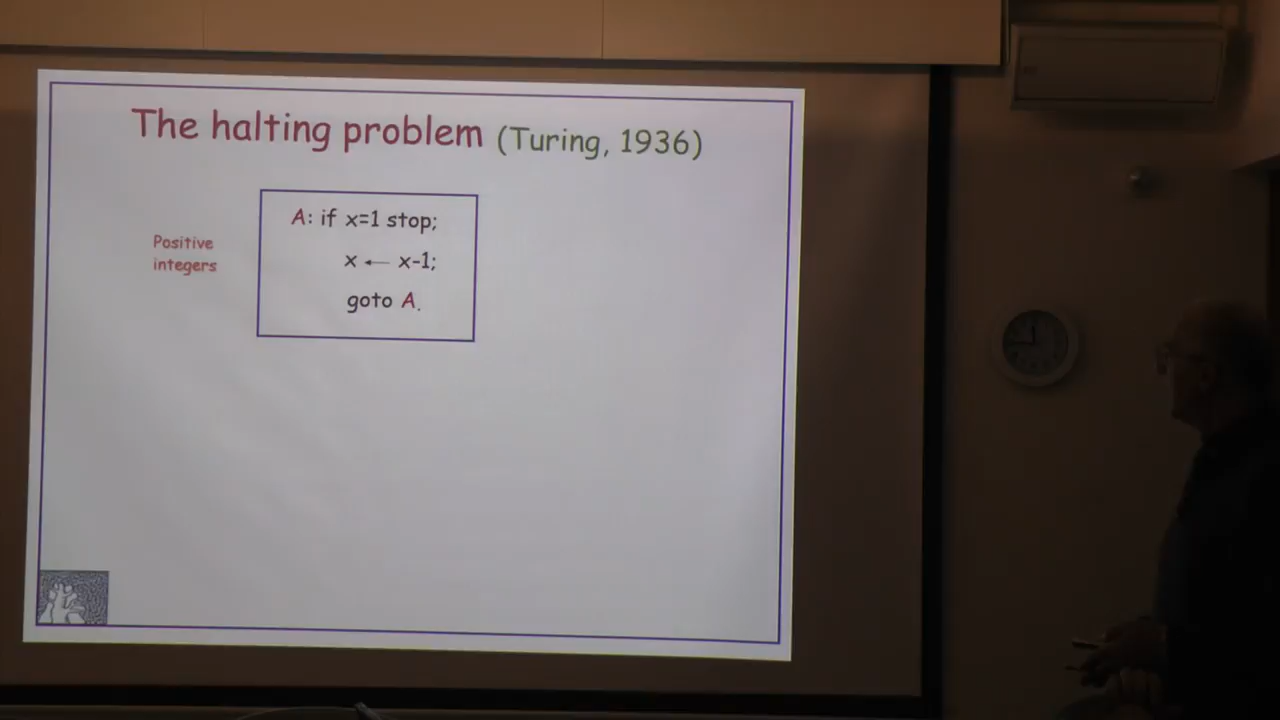 The halting problem (Turing, 1936)
Positive
integers
A: if x=1 stop;
x ← x-1;
goto A.